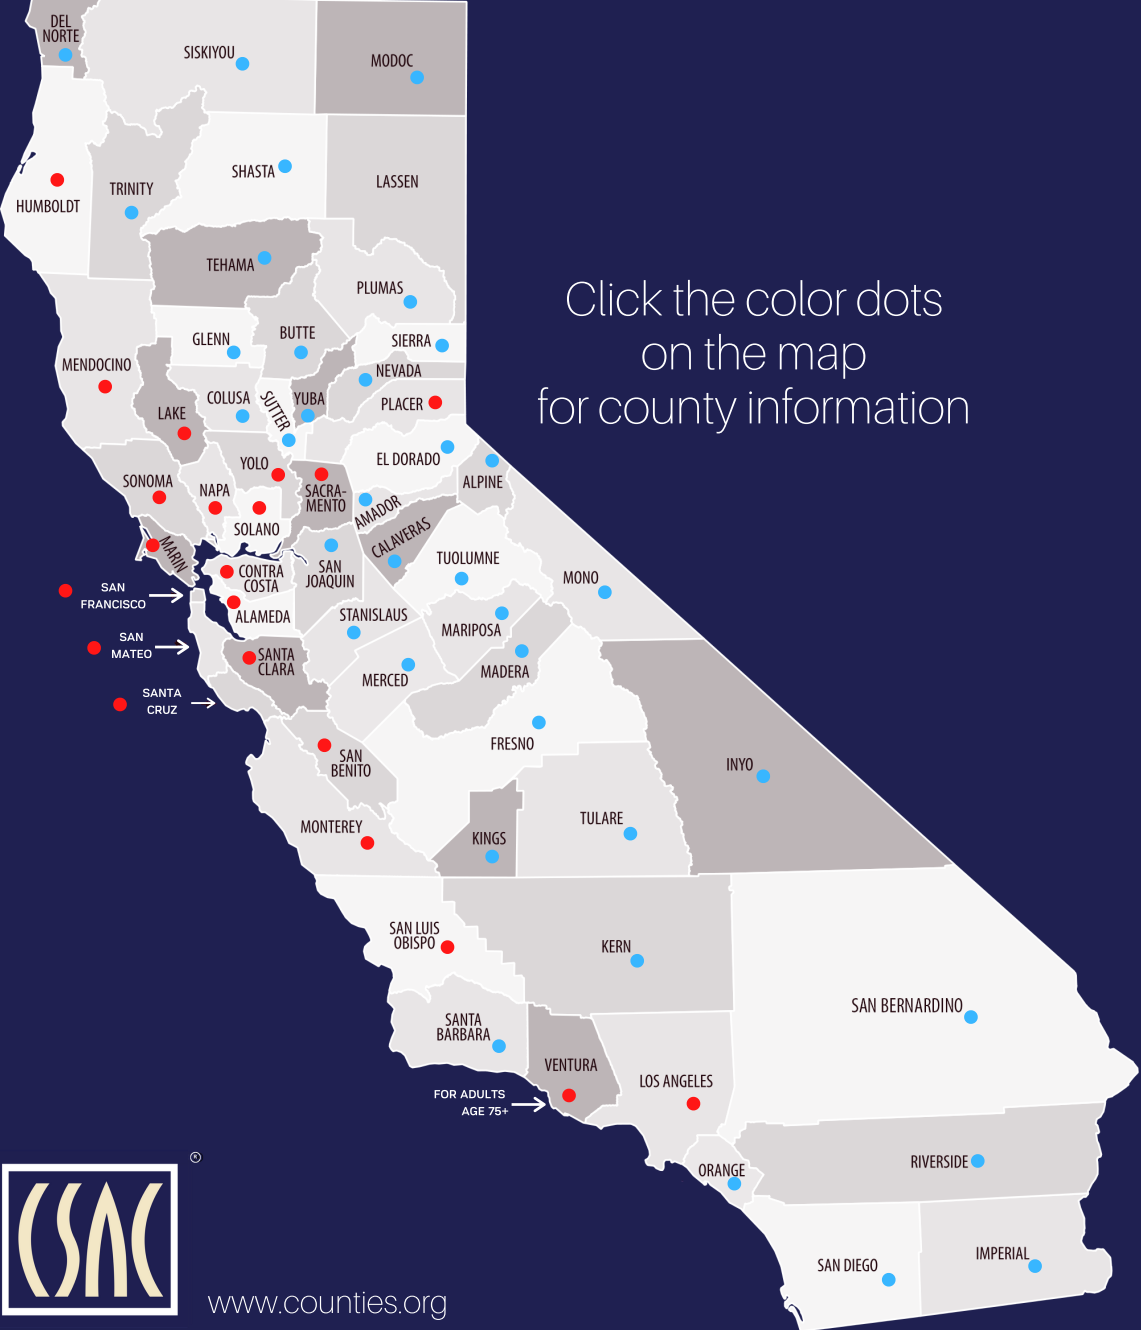 DEL
NORTE
SISKIYOU
MODOC
SHASTA
LASSEN
TRINITY
HUMBOLDT
TEHAMA
PLUMAS
Click the color dots
on the map
for county information
GLENN
BUTTE
SIERRA
MENDOCINO
NEVADA
COLUSA
SUTTER
YUBA
PLACER
LAKE
YOLO
EL DORADO
SONOMA
NAPA
SACRA-
MENTO
ALPINE
AMADOR
SOLANO
CALAVERAS
MARIN
TUOLUMNE
CONTRA
COSTA
SAN
JOAQUIN
MONO
SAN
FRANCISCO
ALAMEDA
STANISLAUS
MARIPOSA
SAN
MATEO
SANTA
CLARA
MERCED
MADERA
SANTA
CRUZ
FRESNO
SAN
BENITO
INYO
MONTEREY
KINGS
TULARE
SAN LUIS
OBISPO
KERN
SAN BERNARDINO
SANTA
BARBARA
VENTURA
LOS ANGELES
FOR ADULTS
AGE 75+
ORANGE
RIVERSIDE
®
CSAC
SAN DIEGO
IMPERIAL
www.counties.org